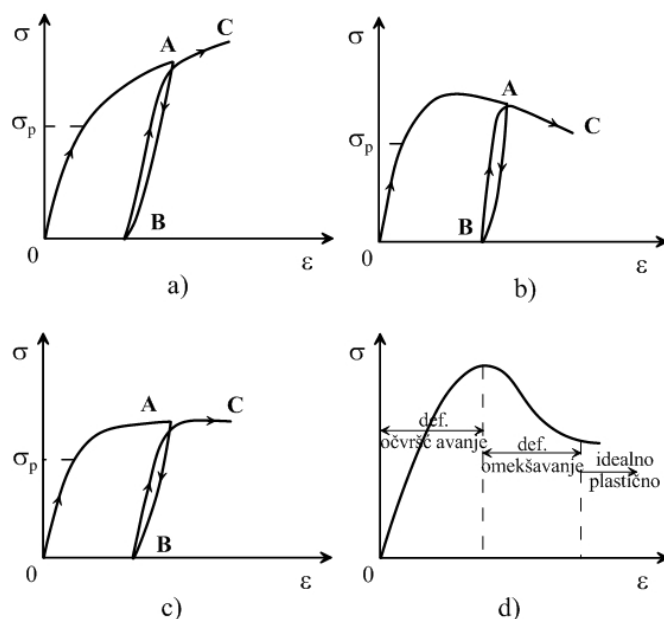 σ
A
C
σp
B
0
ε
a)
σ
A
C
σp
B
0
ε
b)
σ
A
C
σp
B
0
ε
c)
σ
def.
očvršć avanje
def.
omekšavanje
idealno
plastično
0
ε
d)